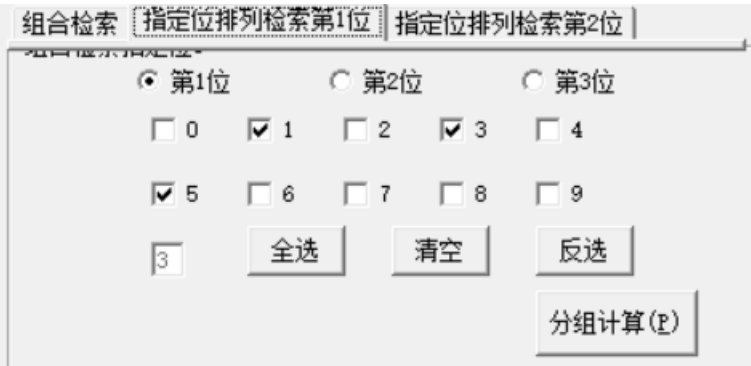 组合检索 指定位排列检索第1位 指定位排列检索第2位
第1位 第2位 第3位
0 1 2 3 4
5 6 7 8 9
3 全选 清空 反选
分组计算(P)